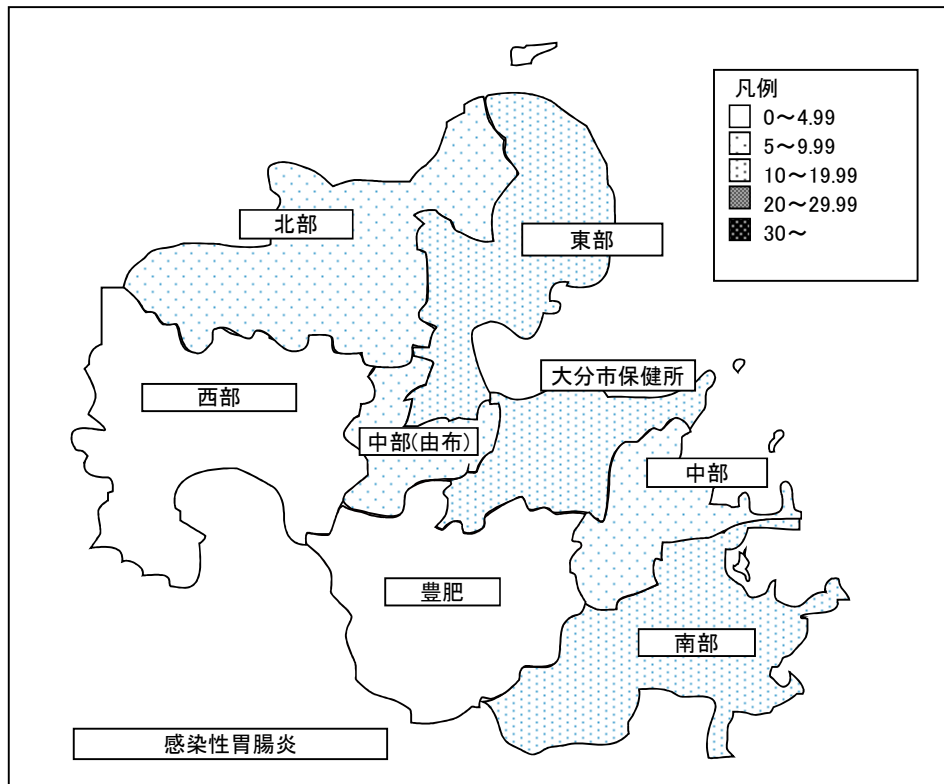 凡例
0～4.99
5～9.99
10～19.99
20～29.99
30～
北部
東部
大分市保健所
西部
中部(由布)
中部
豊肥
南部
感染性胃腸炎